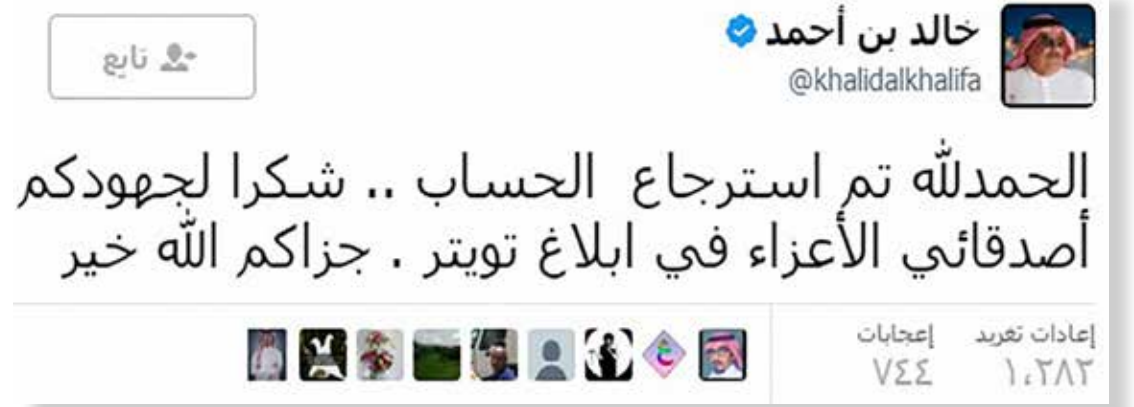 خالد بن أحمد
@khalidalkhalifa
تابع
الحمدلله تم استرجاع الحساب .. شكرا لجهودكم
أصدقائي الأعزاء في ابلاغ تويتر . جزاكم الله خير
إعادات تغريد إعجابات
١،٢٨٢ ٧٤٤
ع